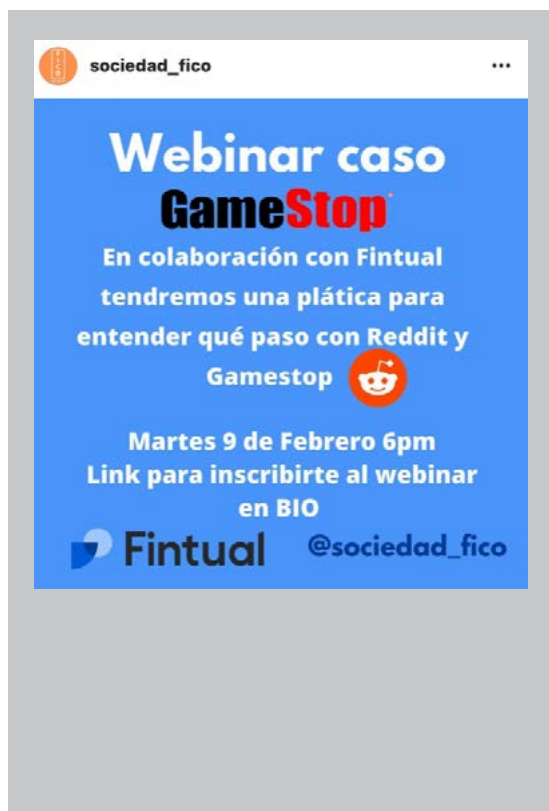 sociedad_fico
Webinar caso
GameStop
En colaboración con Fintual
tendremos una plática para
entender qué paso con Reddit y
Gamestop
Martes 9 de Febrero 6pm
Link para inscribirte al webinar
en BIO
Fintual @sociedad_fico